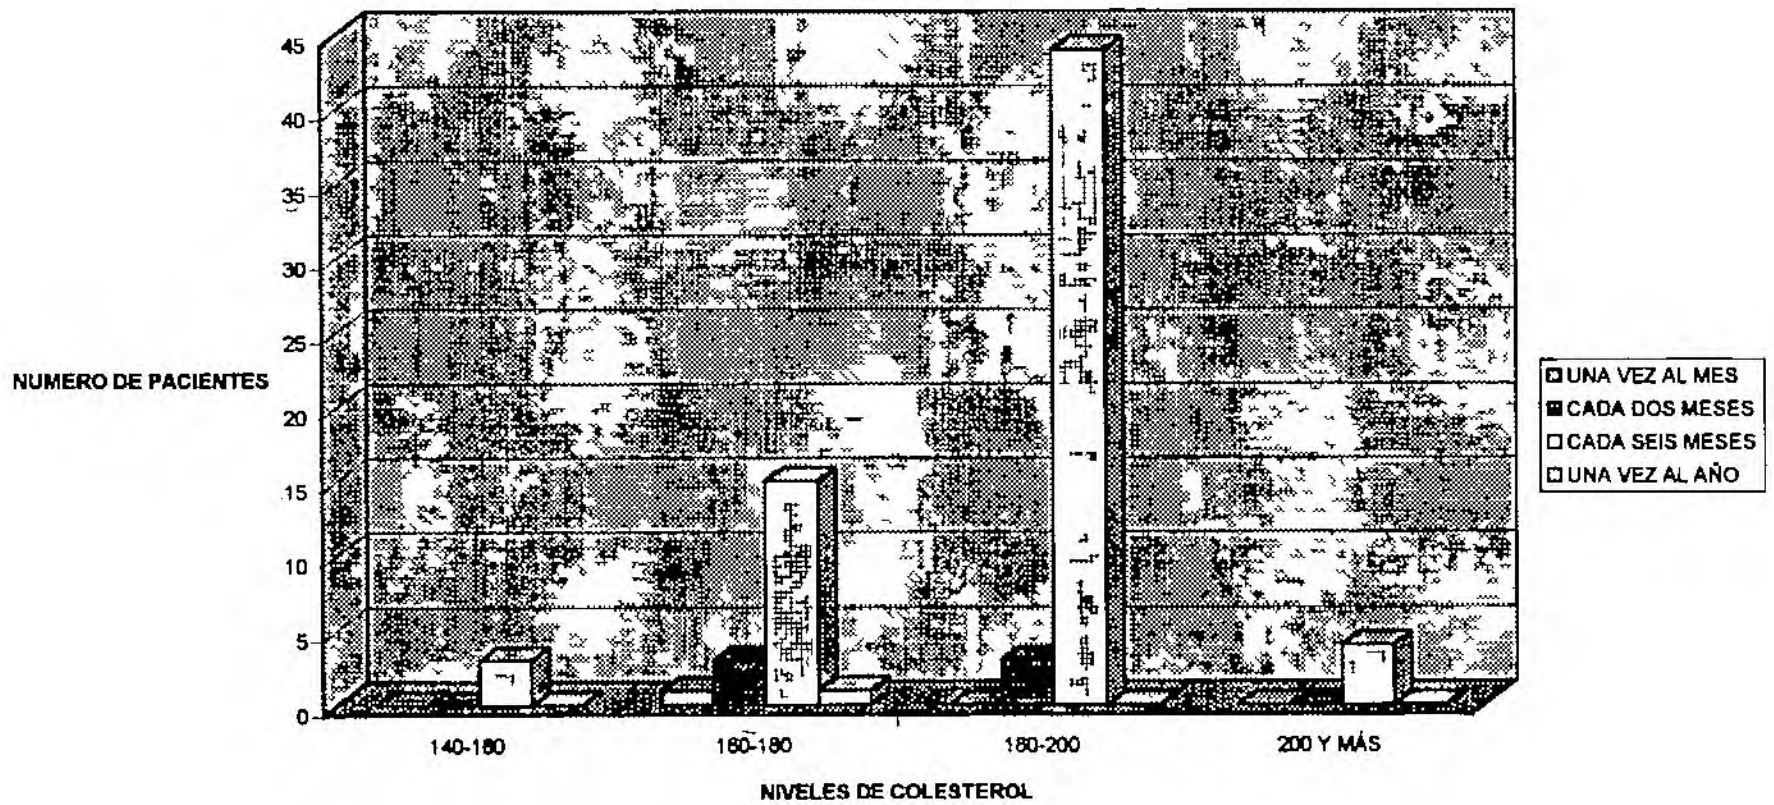 45
40
35
30
25
20
15
10
5
0
NUMERO DE PACIENTES
UNA VEZ AL MES
CADA DOS MESES
CADA SEIS MESES
UNA VEZ AL AÑO
140-160
160-180
180-200
200 Y MÁS
NIVELES DE COLESTEROL